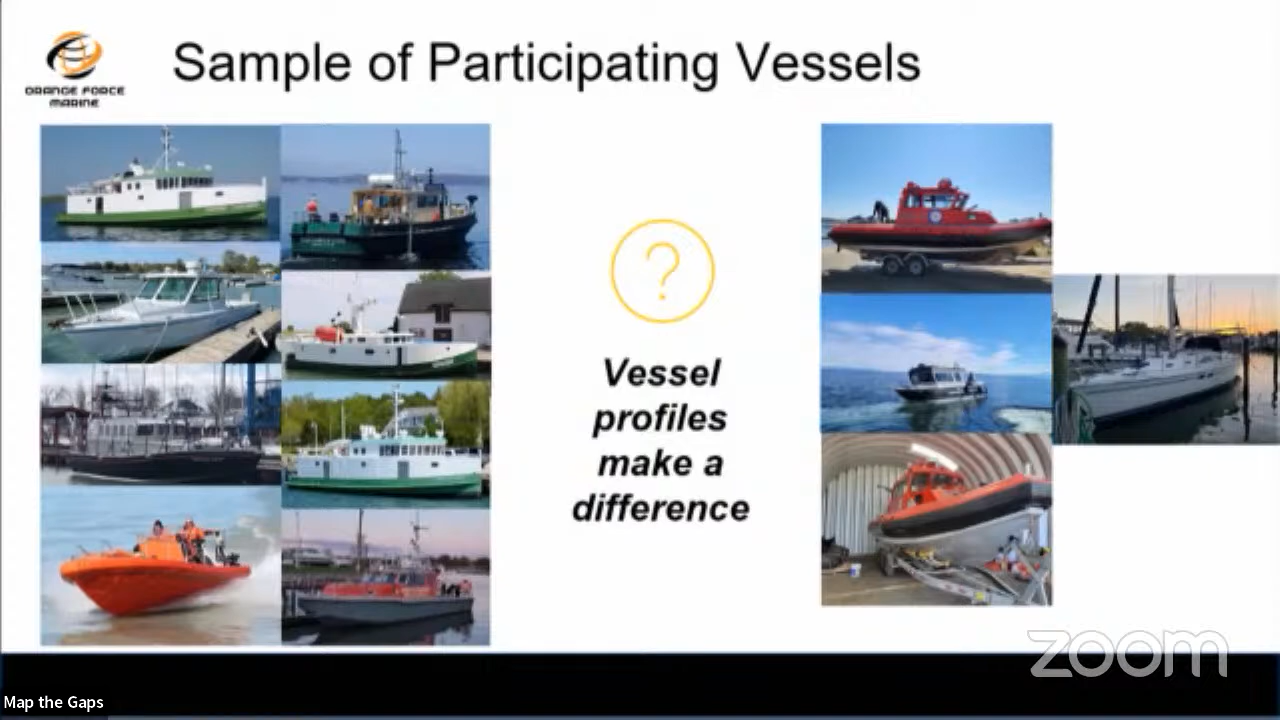 Sample of Participating Vessels
ORANGE FORCE
MARINE
?
Vessel
profiles
make a
difference
zoom
Map the Gaps